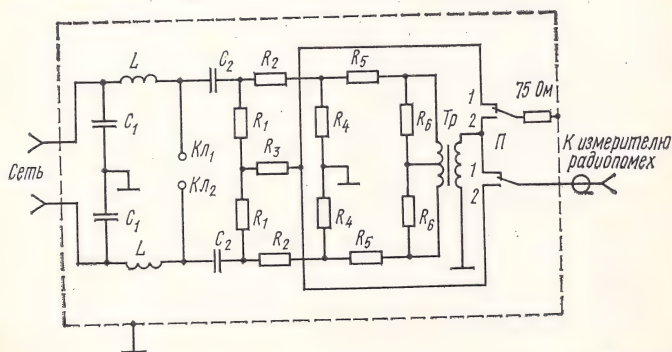 L
C₂
R₂
R₅
75 Ом
C₁
R₁
R₄
R₆
Тр
1
2
П
К измерителю
радиопомех
Сеть
Кл₁
Кл₂
R₃
1
2
C₁
R₁
R₄
R₆
L
C₂
R₂
R₅